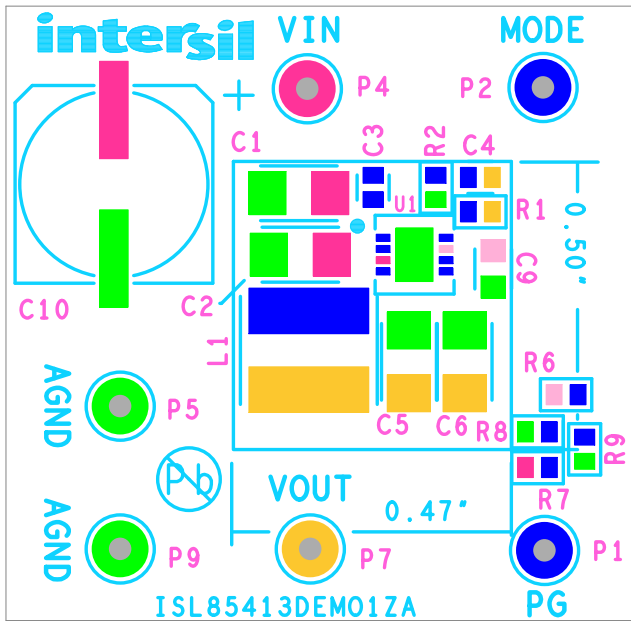 intersil
VIN
MODE
P4
P2
C1
C3
R2
C4
U1
R1
0.50"
C9
C10
C2
L1
R6
AGND
P5
C5
C6
R8
R9
Pb
VOUT
R7
0.47"
AGND
P9
P7
P1
ISL85413DEMO1ZA
PG